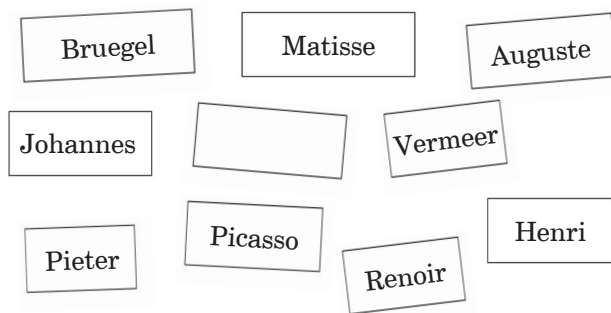 Bruegel
Matisse
Auguste
Johannes
Vermeer
Pieter
Picasso
Renoir
Henri